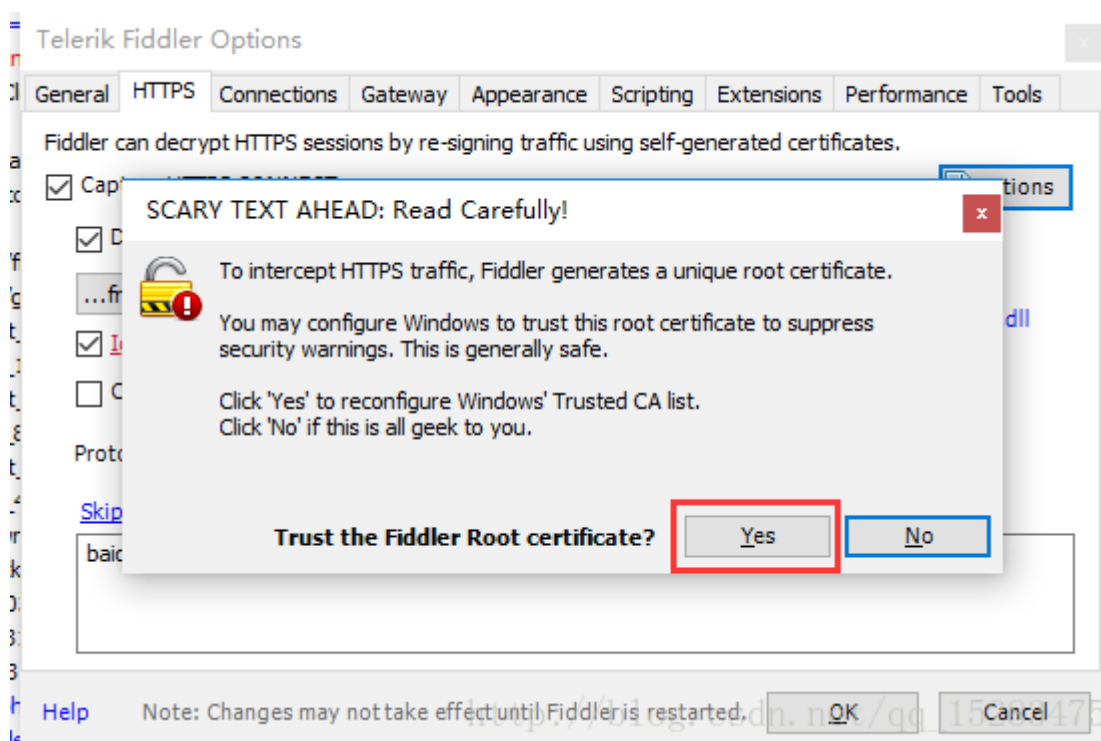 Telerik Fiddler Options
General HTTPS Connections Gateway Appearance Scripting Extensions Performance Tools
Fiddler can decrypt HTTPS sessions by re-signing traffic using self-generated certificates.
SCARY TEXT AHEAD: Read Carefully!
To intercept HTTPS traffic, Fiddler generates a unique root certificate.
You may configure Windows to trust this root certificate to suppress
security warnings. This is generally safe.
dll
Click 'Yes' to reconfigure Windows' Trusted CA list.
Click 'No' if this is all geek to you.
Skip
Trust the Fiddler Root certificate? Yes No
Help Note: Changes may not take effect until Fiddler is restarted. OK Cancel